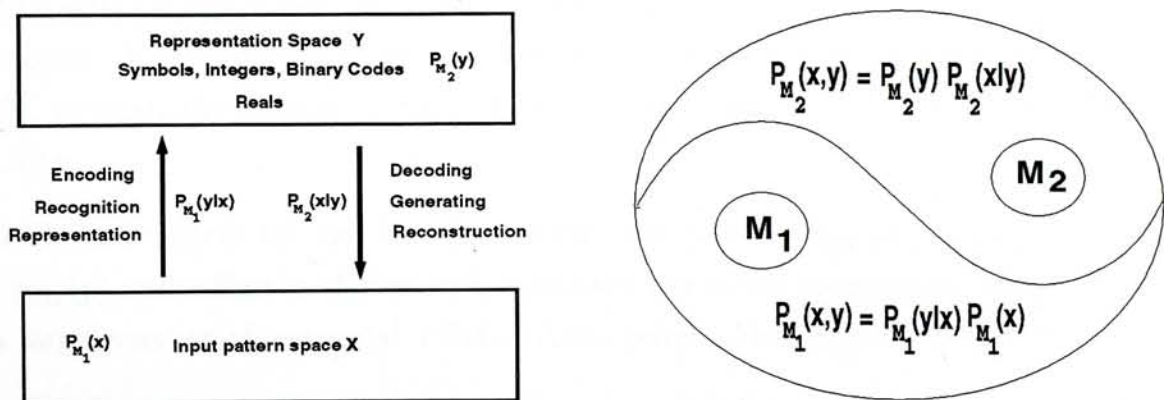 Representation Space Y
Symbols, Integers, Binary Codes P_M₂(y)
Reals
Encoding
Recognition
Representation
P_M₁(y|x)
P_M₂(x|y)
Decoding
Generating
Reconstruction
P_M₁(x) Input pattern space X
P_M₂(x,y) = P_M₂(y) P_M₂(x|y)
M₂
M₁
P_M₁(x,y) = P_M₁(y|x) P_M₁(x)